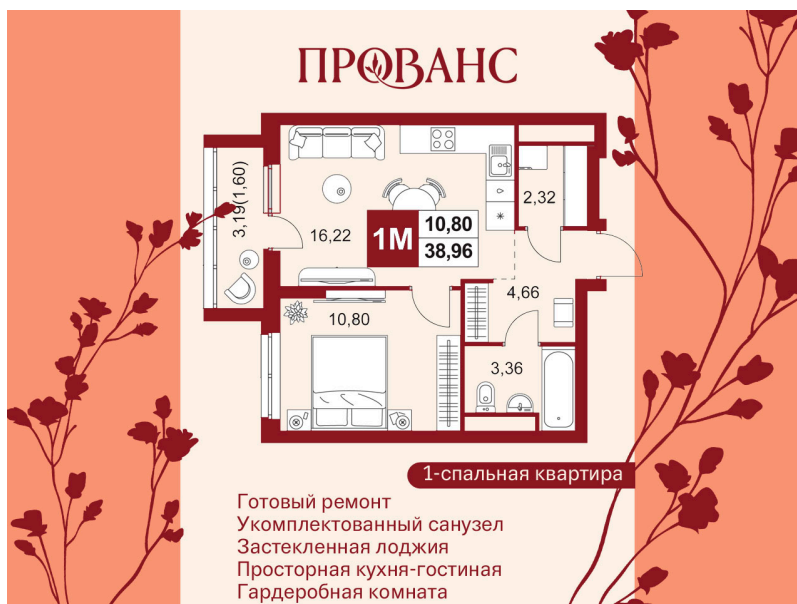 ПРОВАНС
3,19(1,60)
16,22
1М
10,80
38,96
2,32
4,66
10,80
3,36
1-спальная квартира
Готовый ремонт
Укомплектованный санузел
Застекленная лоджия
Просторная кухня-гостиная
Гардеробная комната